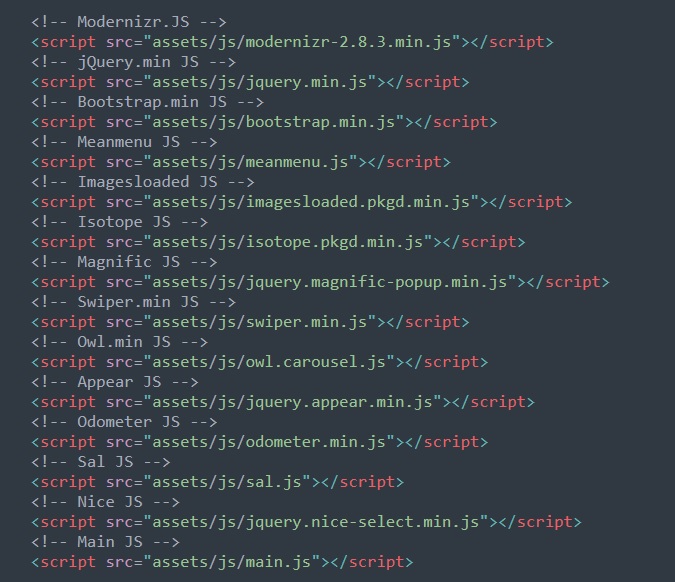 <!-- Modernizr.JS -->
<script src="assets/js/modernizr-2.8.3.min.js"></script>
<!-- jQuery.min JS -->
<script src="assets/js/jquery.min.js"></script>
<!-- Bootstrap.min JS -->
<script src="assets/js/bootstrap.min.js"></script>
<!-- Meanmenu JS -->
<script src="assets/js/meanmenu.js"></script>
<!-- Imagesloaded JS -->
<script src="assets/js/imagesloaded.pkgd.min.js"></script>
<!-- Isotope JS -->
<script src="assets/js/isotope.pkgd.min.js"></script>
<!-- Magnific JS -->
<script src="assets/js/jquery.magnific-popup.min.js"></script>
<!-- Swiper.min JS -->
<script src="assets/js/swiper.min.js"></script>
<!-- Owl.min JS -->
<script src="assets/js/owl.carousel.js"></script>
<!-- Appear JS -->
<script src="assets/js/jquery.appear.min.js"></script>
<!-- Odometer JS -->
<script src="assets/js/odometer.min.js"></script>
<!-- Sal JS -->
<script src="assets/js/sal.js"></script>
<!-- Nice JS -->
<script src="assets/js/jquery.nice-select.min.js"></script>
<!-- Main JS -->
<script src="assets/js/main.js"></script>